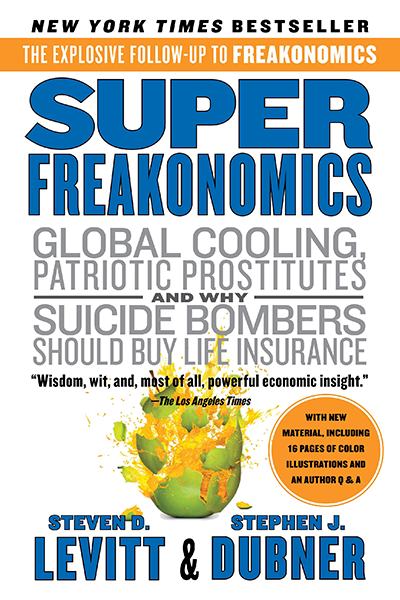 NEW YORK TIMES BESTSELLER
THE EXPLOSIVE FOLLOW-UP TO FREAKONOMICS
SUPER
FREAKONOMICS
GLOBAL COOLING,
PATRIOTIC PROSTITUTES
AND WHY
SUICIDE BOMBERS
SHOULD BUY LIFE INSURANCE
“Wisdom, wit, and, most of all, powerful economic insight.”
—The Los Angeles Times
WITH NEW
MATERIAL, INCLUDING
16 PAGES OF COLOR
ILLUSTRATIONS AND
AN AUTHOR Q & A
STEVEN D.
LEVITT
&
STEPHEN J.
DUBNER